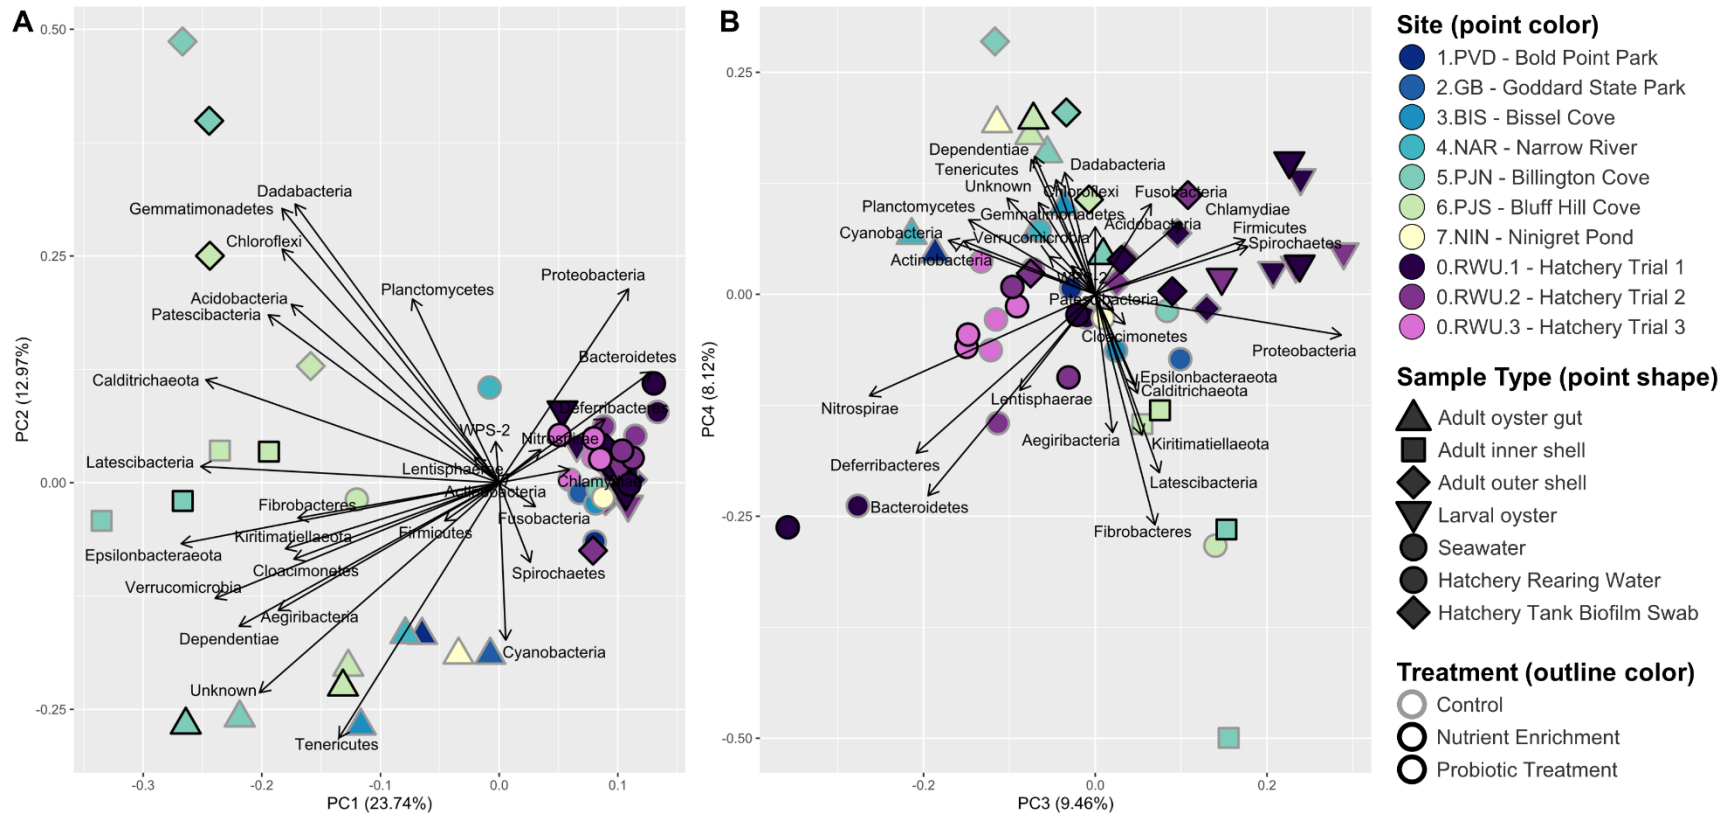 A
0.50
0.25
0.00
-0.25
PC2 (12.97%)
Dadabacteria
Gemmatimonadetes
Chloroflexi
Proteobacteria
Planctomycetes
Acidobacteria
Patescibacteria
Bacteroidetes
Calditrichaeota
Deferribacteres
WPS-2
Nitrospirae
Latescibacteria
Lentisphaerae
Chlamydiae
Actinobacteria
Fibrobacteres
Fusobacteria
Firmicutes
Kiritimatiellaeota
Epsilonbacteraeota
Cloacimonetes
Spirochaetes
Verrucomicrobia
Aegiribacteria
Dependentiae
Cyanobacteria
Unknown
Tenericutes
-0.3
-0.2
-0.1
0.0
0.1
PC1 (23.74%)
B
0.25
0.00
-0.25
-0.50
PC4 (8.12%)
Dependentiae
Dadabacteria
Tenericutes
Unknown
Chloroflexi
Fusobacteria
Planctomycetes
Gemmatimonadetes
Chlamydiae
Acidobacteria
Firmicutes
Cyanobacteria
Verrucomicrobia
Spirochaetes
Actinobacteria
WPS-2
Patescibacteria
Cloacimonetes
Proteobacteria
Epsilonbacteraeota
Calditrichaeota
Lentisphaerae
Nitrospirae
Aegiribacteria
Kiritimatiellaeota
Deferribacteres
Latescibacteria
Bacteroidetes
Fibrobacteres
-0.2
0.0
0.2
PC3 (9.46%)
Site (point color)
1.PVD - Bold Point Park
2.GB - Goddard State Park
3.BIS - Bissel Cove
4.NAR - Narrow River
5.PJN - Billington Cove
6.PJS - Bluff Hill Cove
7.NIN - Ninigret Pond
0.RWU.1 - Hatchery Trial 1
0.RWU.2 - Hatchery Trial 2
0.RWU.3 - Hatchery Trial 3
Sample Type (point shape)
Adult oyster gut
Adult inner shell
Adult outer shell
Larval oyster
Seawater
Hatchery Rearing Water
Hatchery Tank Biofilm Swab
Treatment (outline color)
Control
Nutrient Enrichment
Probiotic Treatment